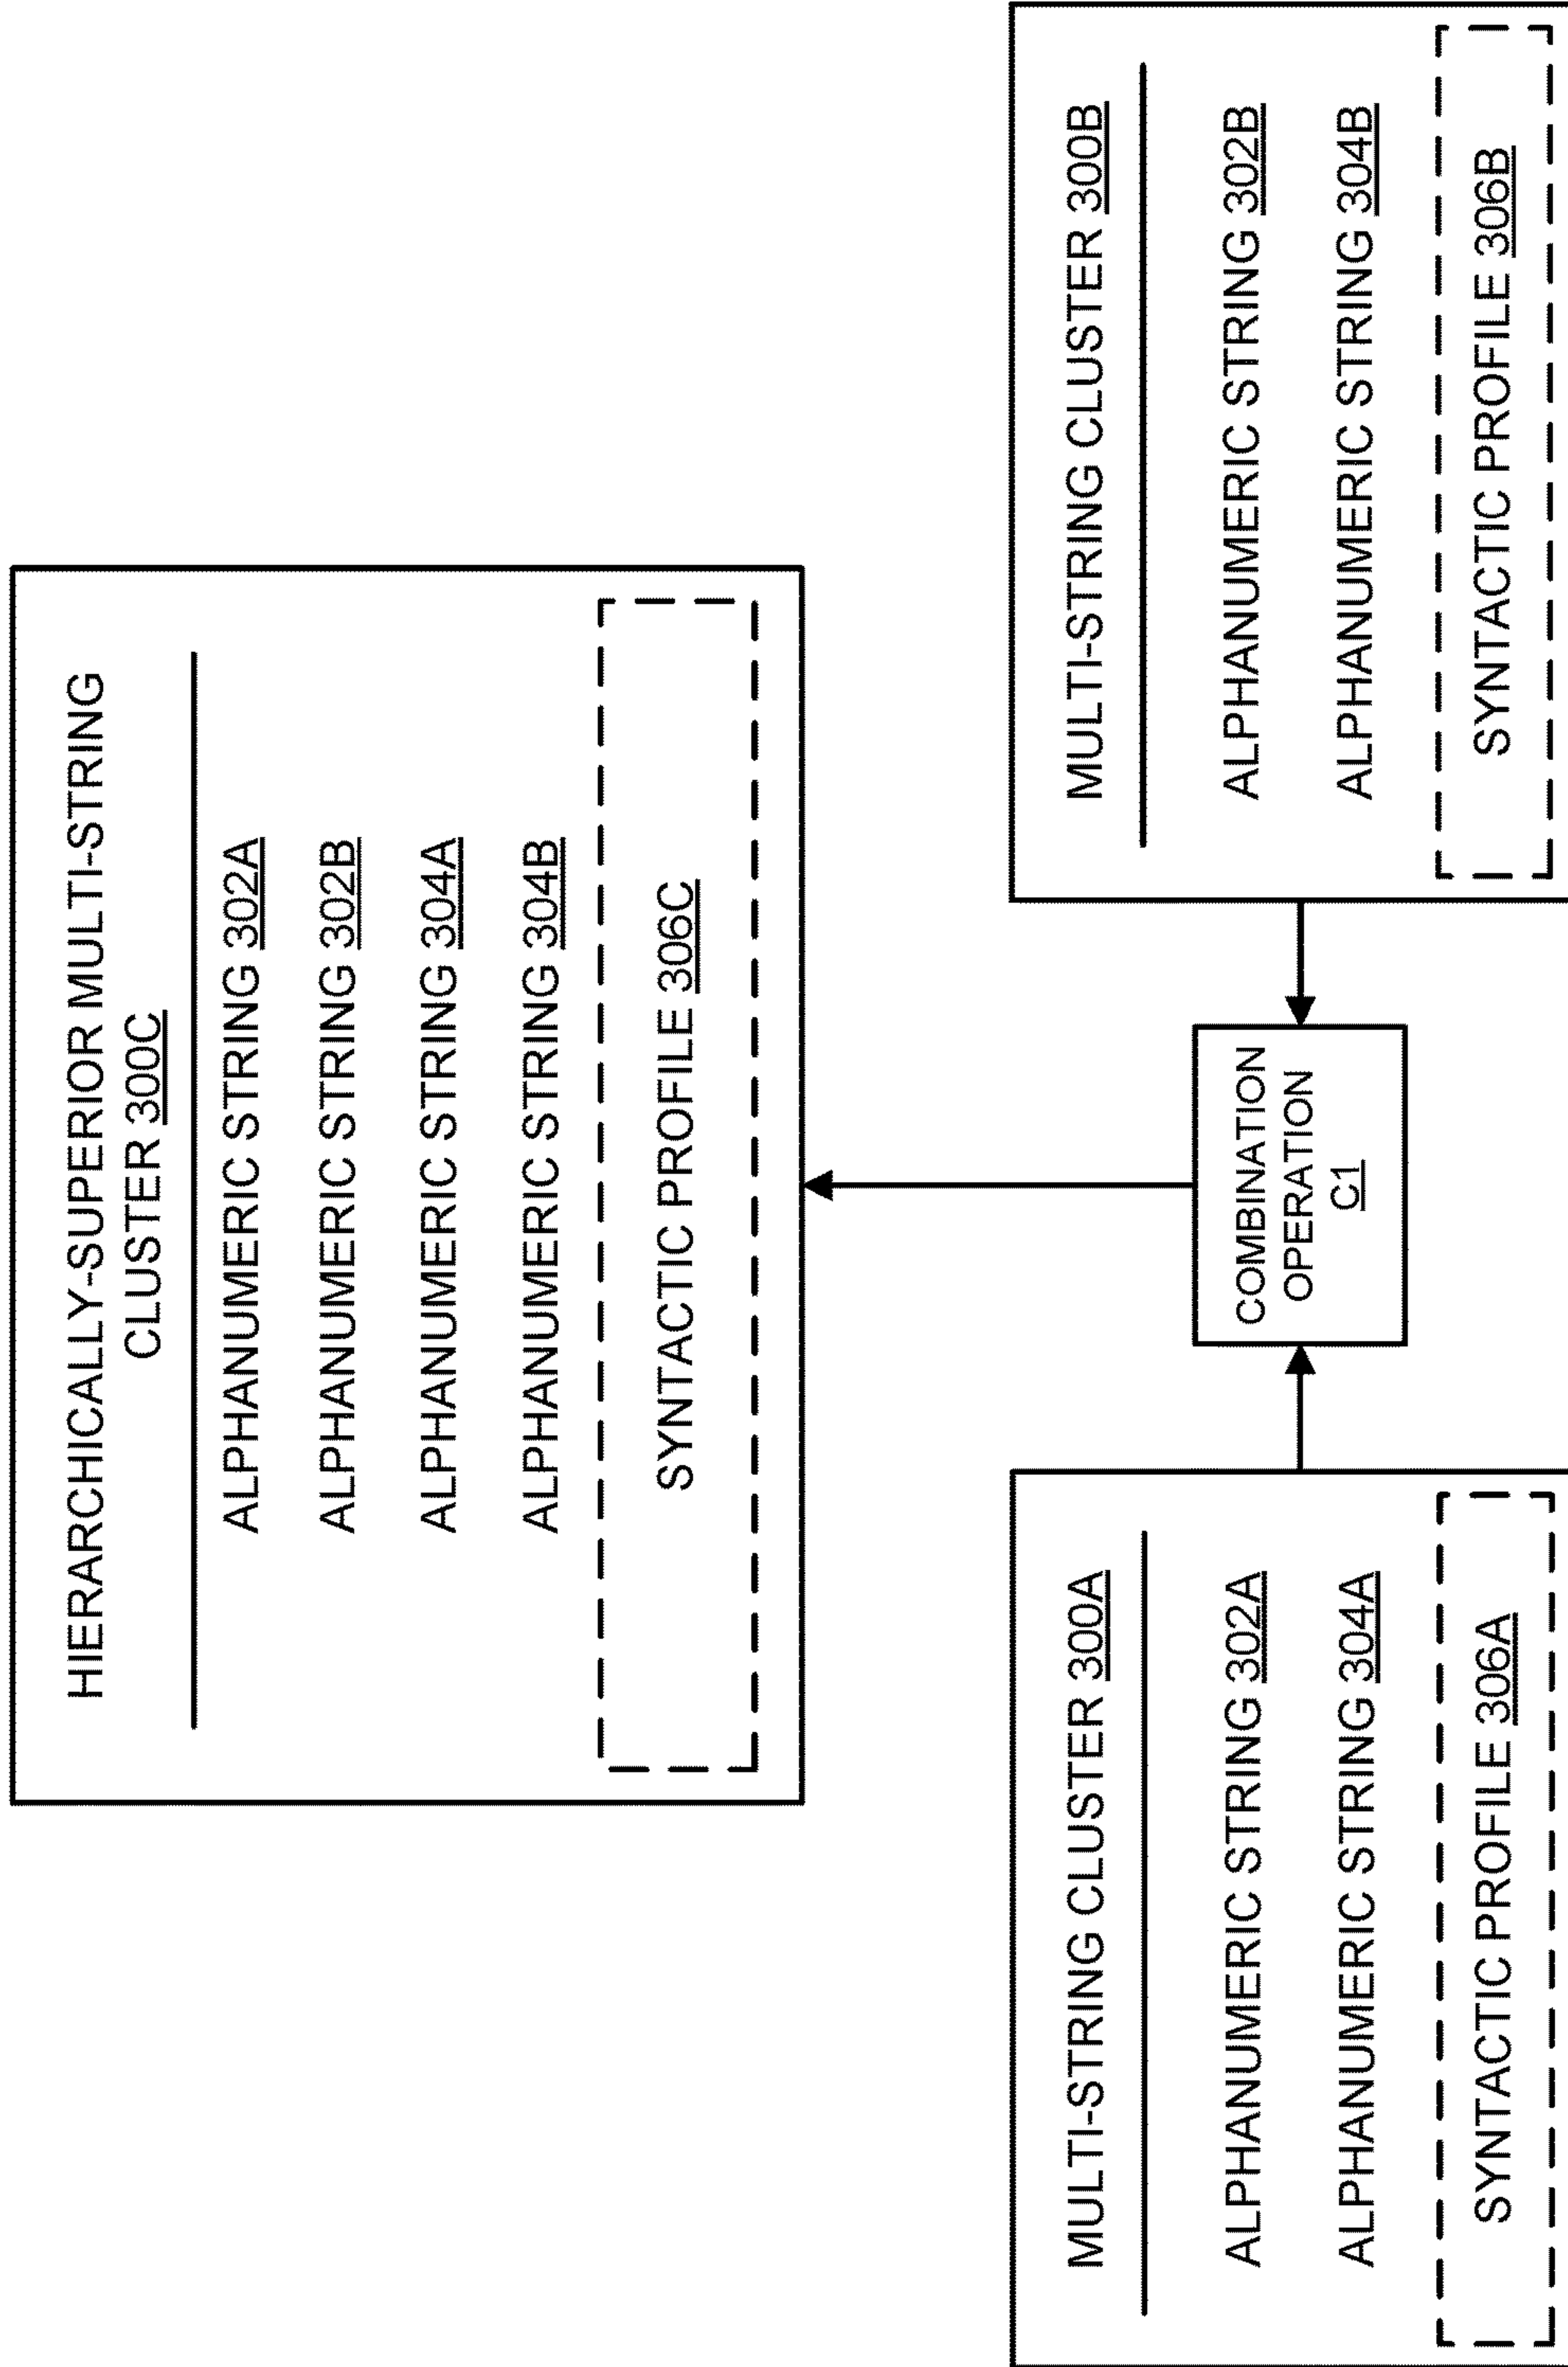 HIERARCHICALLY-SUPERIOR MULTI-STRING
CLUSTER 300C
ALPHANUMERIC STRING 302A
ALPHANUMERIC STRING 302B
ALPHANUMERIC STRING 304A
ALPHANUMERIC STRING 304B
SYNTACTIC PROFILE 306C
MULTI-STRING CLUSTER 300A
ALPHANUMERIC STRING 302A
ALPHANUMERIC STRING 304A
SYNTACTIC PROFILE 306A
COMBINATION
OPERATION
C1
MULTI-STRING CLUSTER 300B
ALPHANUMERIC STRING 302B
ALPHANUMERIC STRING 304B
SYNTACTIC PROFILE 306B